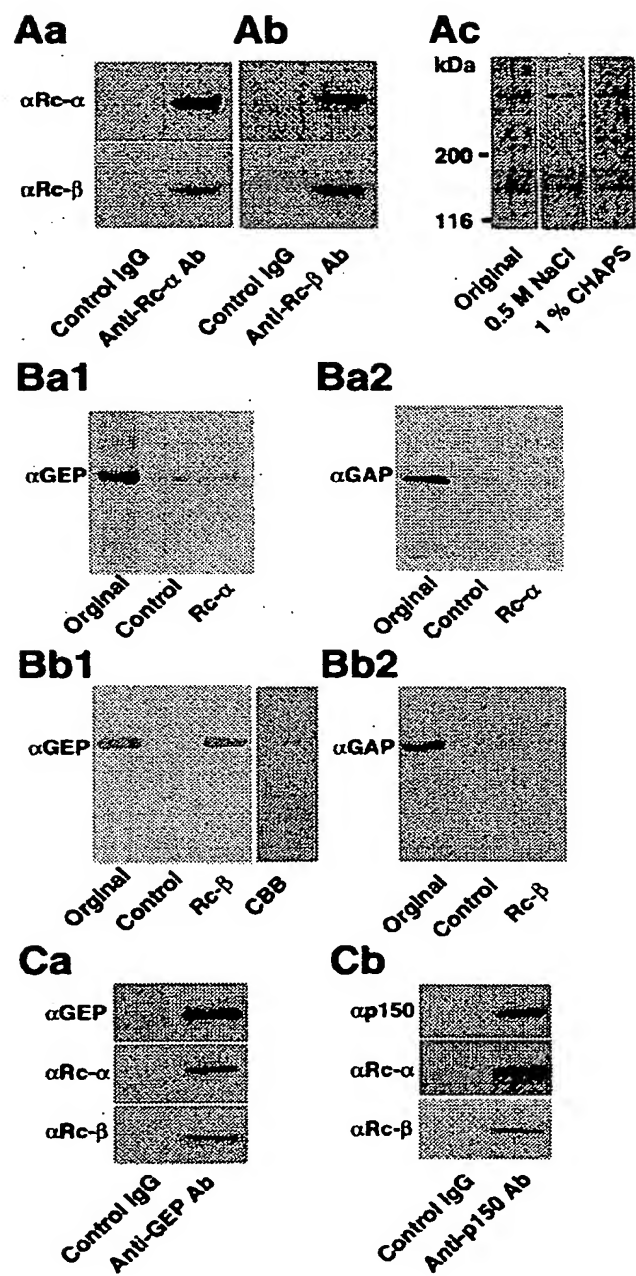 Aa
Ab
Ac
kDa
αRc-α
200
αRc-β
116
Control IgG
Anti-Rc-α Ab
Control IgG
Anti-Rc-β Ab
Original
0.5 M NaCl
1 % CHAPS
Ba1
Ba2
αGEP
αGAP
Orginal
Control
Rc-α
Orginal
Control
Rc-α
Bb1
Bb2
αGEP
αGAP
Orginal
Control
Rc-β
CBB
Orginal
Control
Rc-β
Ca
Cb
αGEP
αp150
αRc-α
αRc-α
αRc-β
αRc-β
Control IgG
Anti-GEP Ab
Control IgG
Anti-p150 Ab